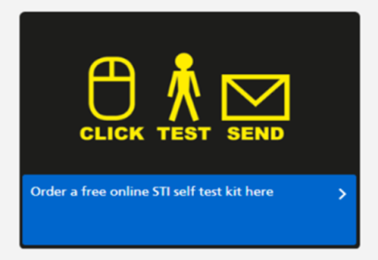 CLICK TEST SEND
Order a free online STI self test kit here